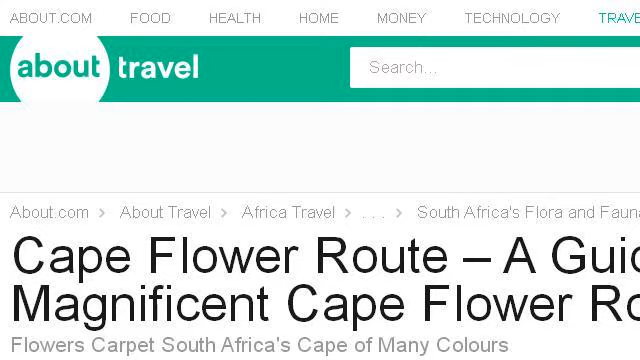 ABOUT.COM FOOD HEALTH HOME MONEY TECHNOLOGY TRAVE
about travel Search...
About.com > About Travel > Africa Travel > . . . > South Africa's Flora and Fauna
Cape Flower Route – A Guid
Magnificent Cape Flower Ro
Flowers Carpet South Africa's Cape of Many Colours